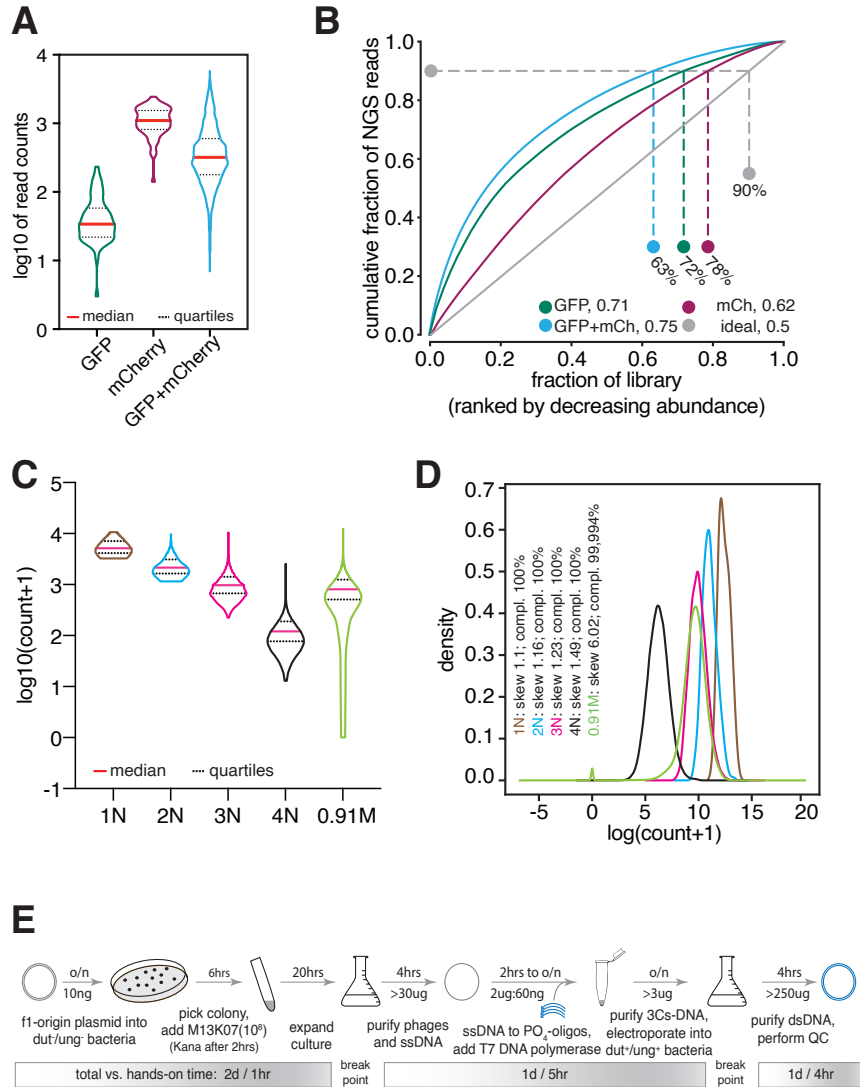 A
log10 of read counts
4
3
2
1
0
median
quartiles
GFP
mCherry
GFP+mCherry
B
cumulative fraction of NGS reads
1.0
0.8
0.6
0.4
0.2
0.0
90%
63%
72%
78%
GFP, 0.71
mCh, 0.62
GFP+mCh, 0.75
ideal, 0.5
0.0
0.2
0.4
0.6
0.8
1.0
fraction of library
(ranked by decreasing abundance)
C
log10(count+1)
5
4
3
2
1
0
-1
median
quartiles
1N
2N
3N
4N
0.91M
D
density
0.7
0.6
0.5
0.4
0.3
0.2
0.1
0.0
1N: skew 1.1; compl. 100%
2N: skew 1.16; compl. 100%
3N: skew 1.23; compl. 100%
4N: skew 1.49; compl. 100%
0.91M: skew 6.02; compl. 99,994%
-5
0
5
10
15
20
log(count+1)
E
o/n
10ng
f1-origin plasmid into
dut-/ung- bacteria
6hrs
pick colony,
add M13K07(10⁸)
(Kana after 2hrs)
20hrs
expand
culture
4hrs
>30ug
purify phages
and ssDNA
2hrs to o/n
2ug:60ng
ssDNA to PO₄-oligos,
add T7 DNA polymerase
o/n
>3ug
purify 3Cs-DNA,
electroporate into
dut⁺/ung⁺ bacteria
4hrs
>250ug
purify dsDNA,
perform QC
total vs. hands-on time: 2d / 1hr
break
point
1d / 5hr
break
point
1d / 4hr